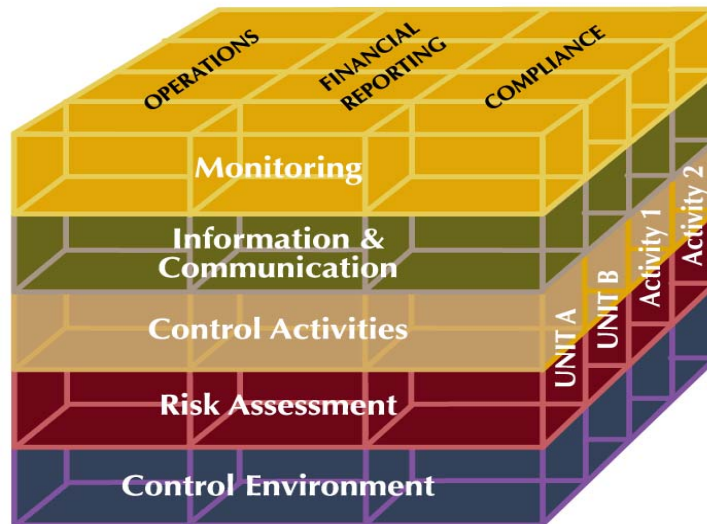 OPERATIONS
FINANCIAL
REPORTING
COMPLIANCE
Monitoring
Information &
Communication
Control Activities
Risk Assessment
Control Environment
UNIT A
UNIT B
Activity 1
Activity 2